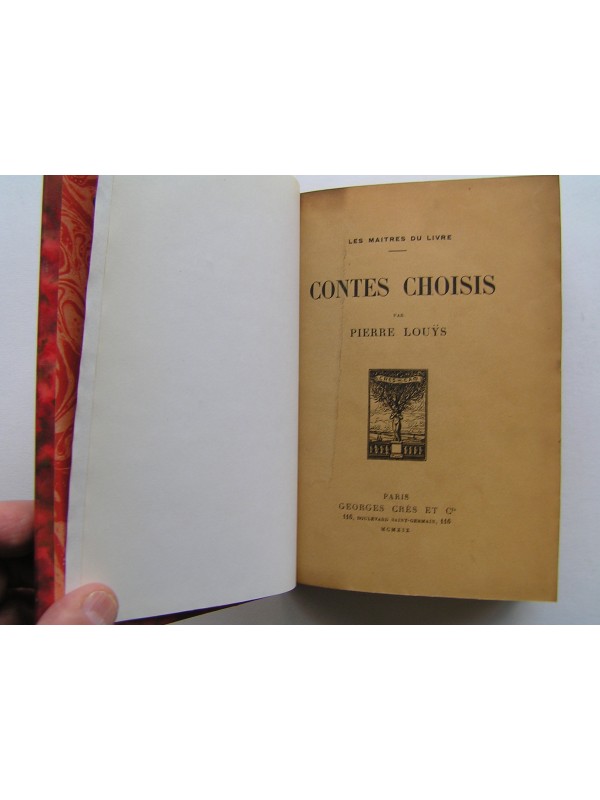 LES MAITRES DU LIVRE
CONTES CHOISIS
PAR
PIERRE LOUŸS
PARIS
GEORGES CRÈS ET Cie
116, BOULEVARD SAINT-GERMAIN, 116
MCMXIX